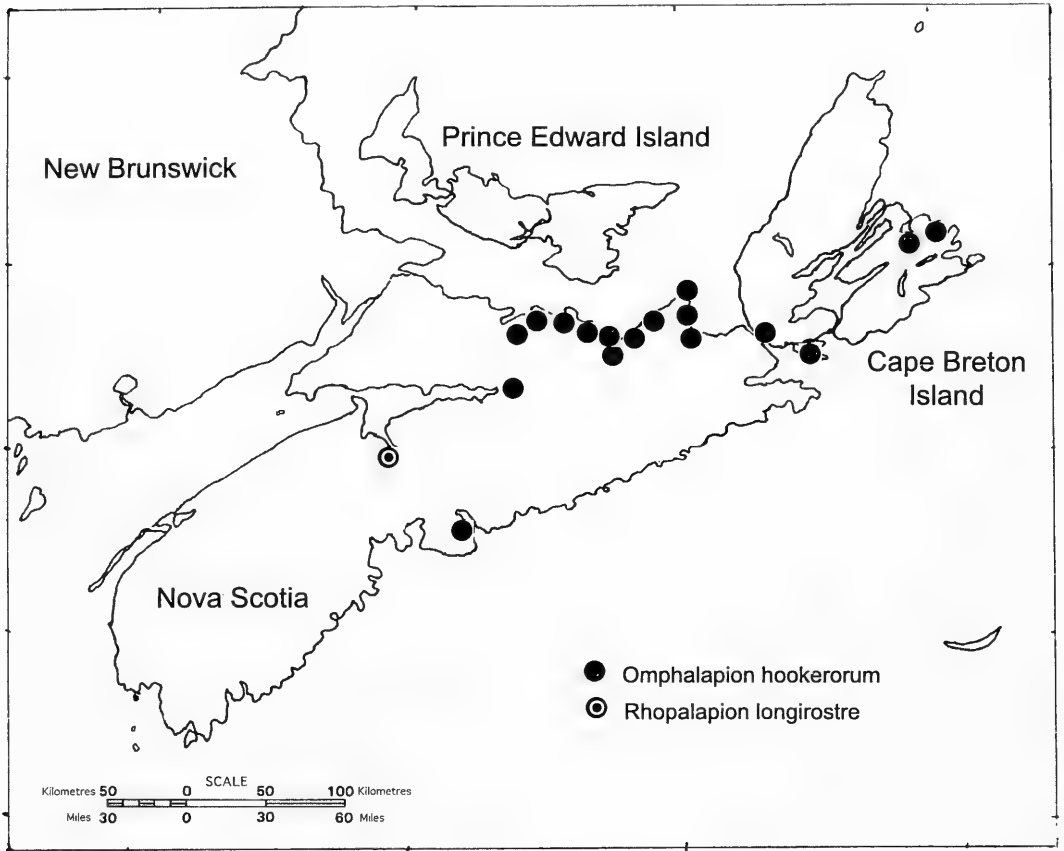 Prince Edward Island
New Brunswick
Cape Breton
Island
Nova Scotia
Omphalapion hookerorum
Rhopalapion longirostre
SCALE
Kilometres 50 0 50 100 Kilometres
Miles 30 0 30 60 Miles